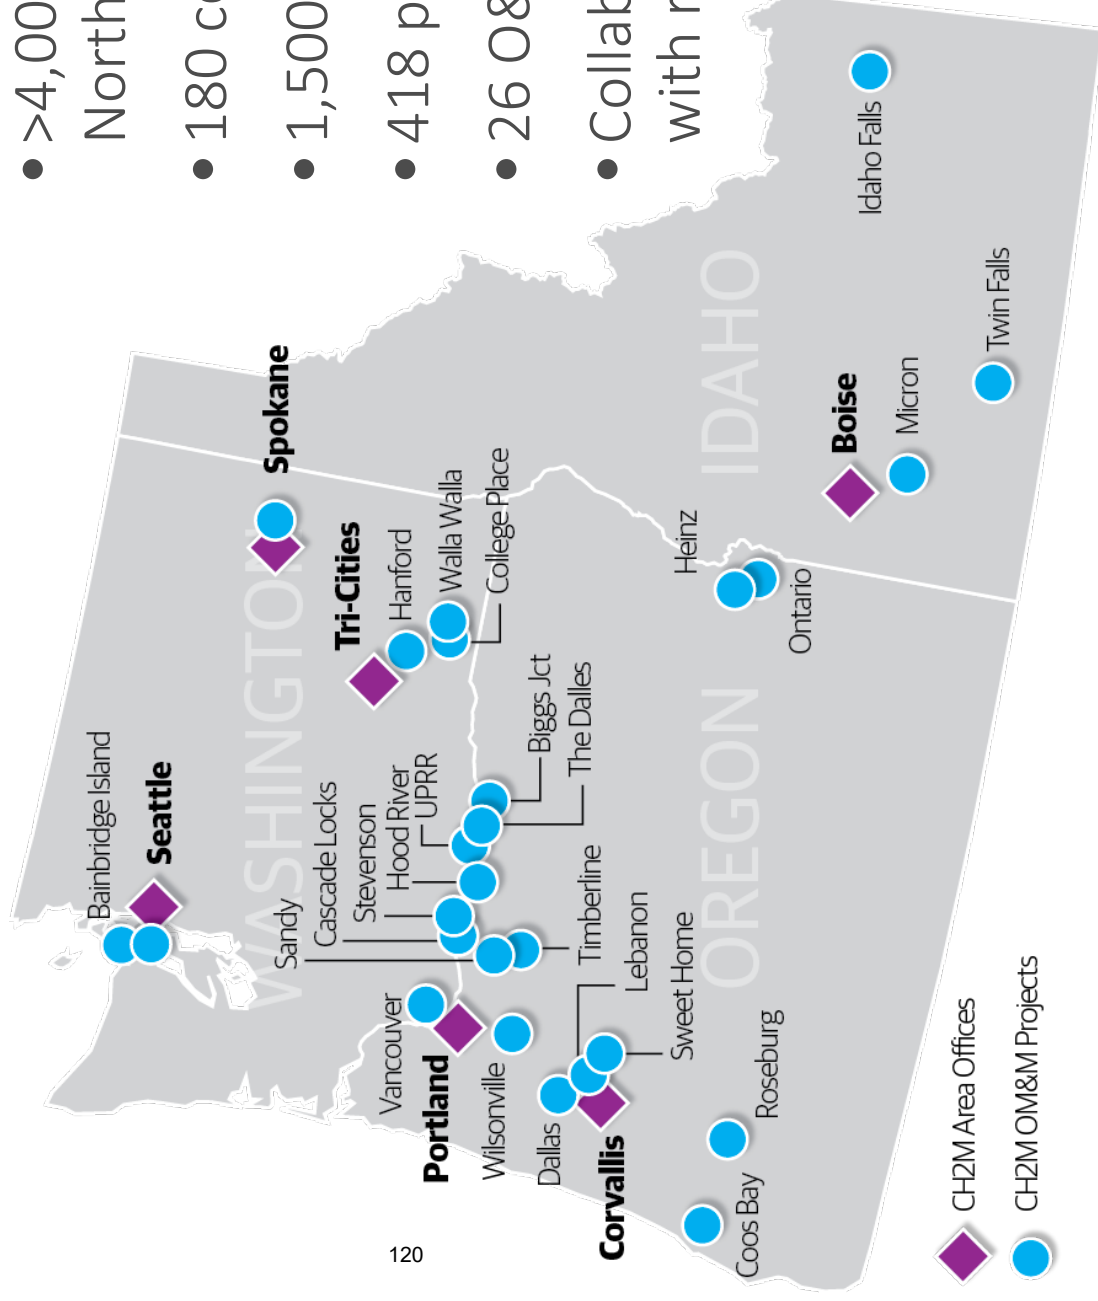 • >4,00
North
• 180 c
• 1,500
• 418 p
• 26 O&
• Collab
with r
WASHINGTON
OREGON
IDAHO
Bainbridge Island
Seattle
Spokane
Tri-Cities
Hanford
Walla Walla
College Place
Sandy
Cascade Locks
Stevenson
Hood River
UPRR
Biggs Jct
The Dalles
Timberline
Vancouver
Portland
Wilsonville
Dallas
Corvallis
Lebanon
Sweet Home
Roseburg
Coos Bay
Heinz
Ontario
Boise
Micron
Twin Falls
Idaho Falls
CH2M Area Offices
CH2M OM&M Projects
120